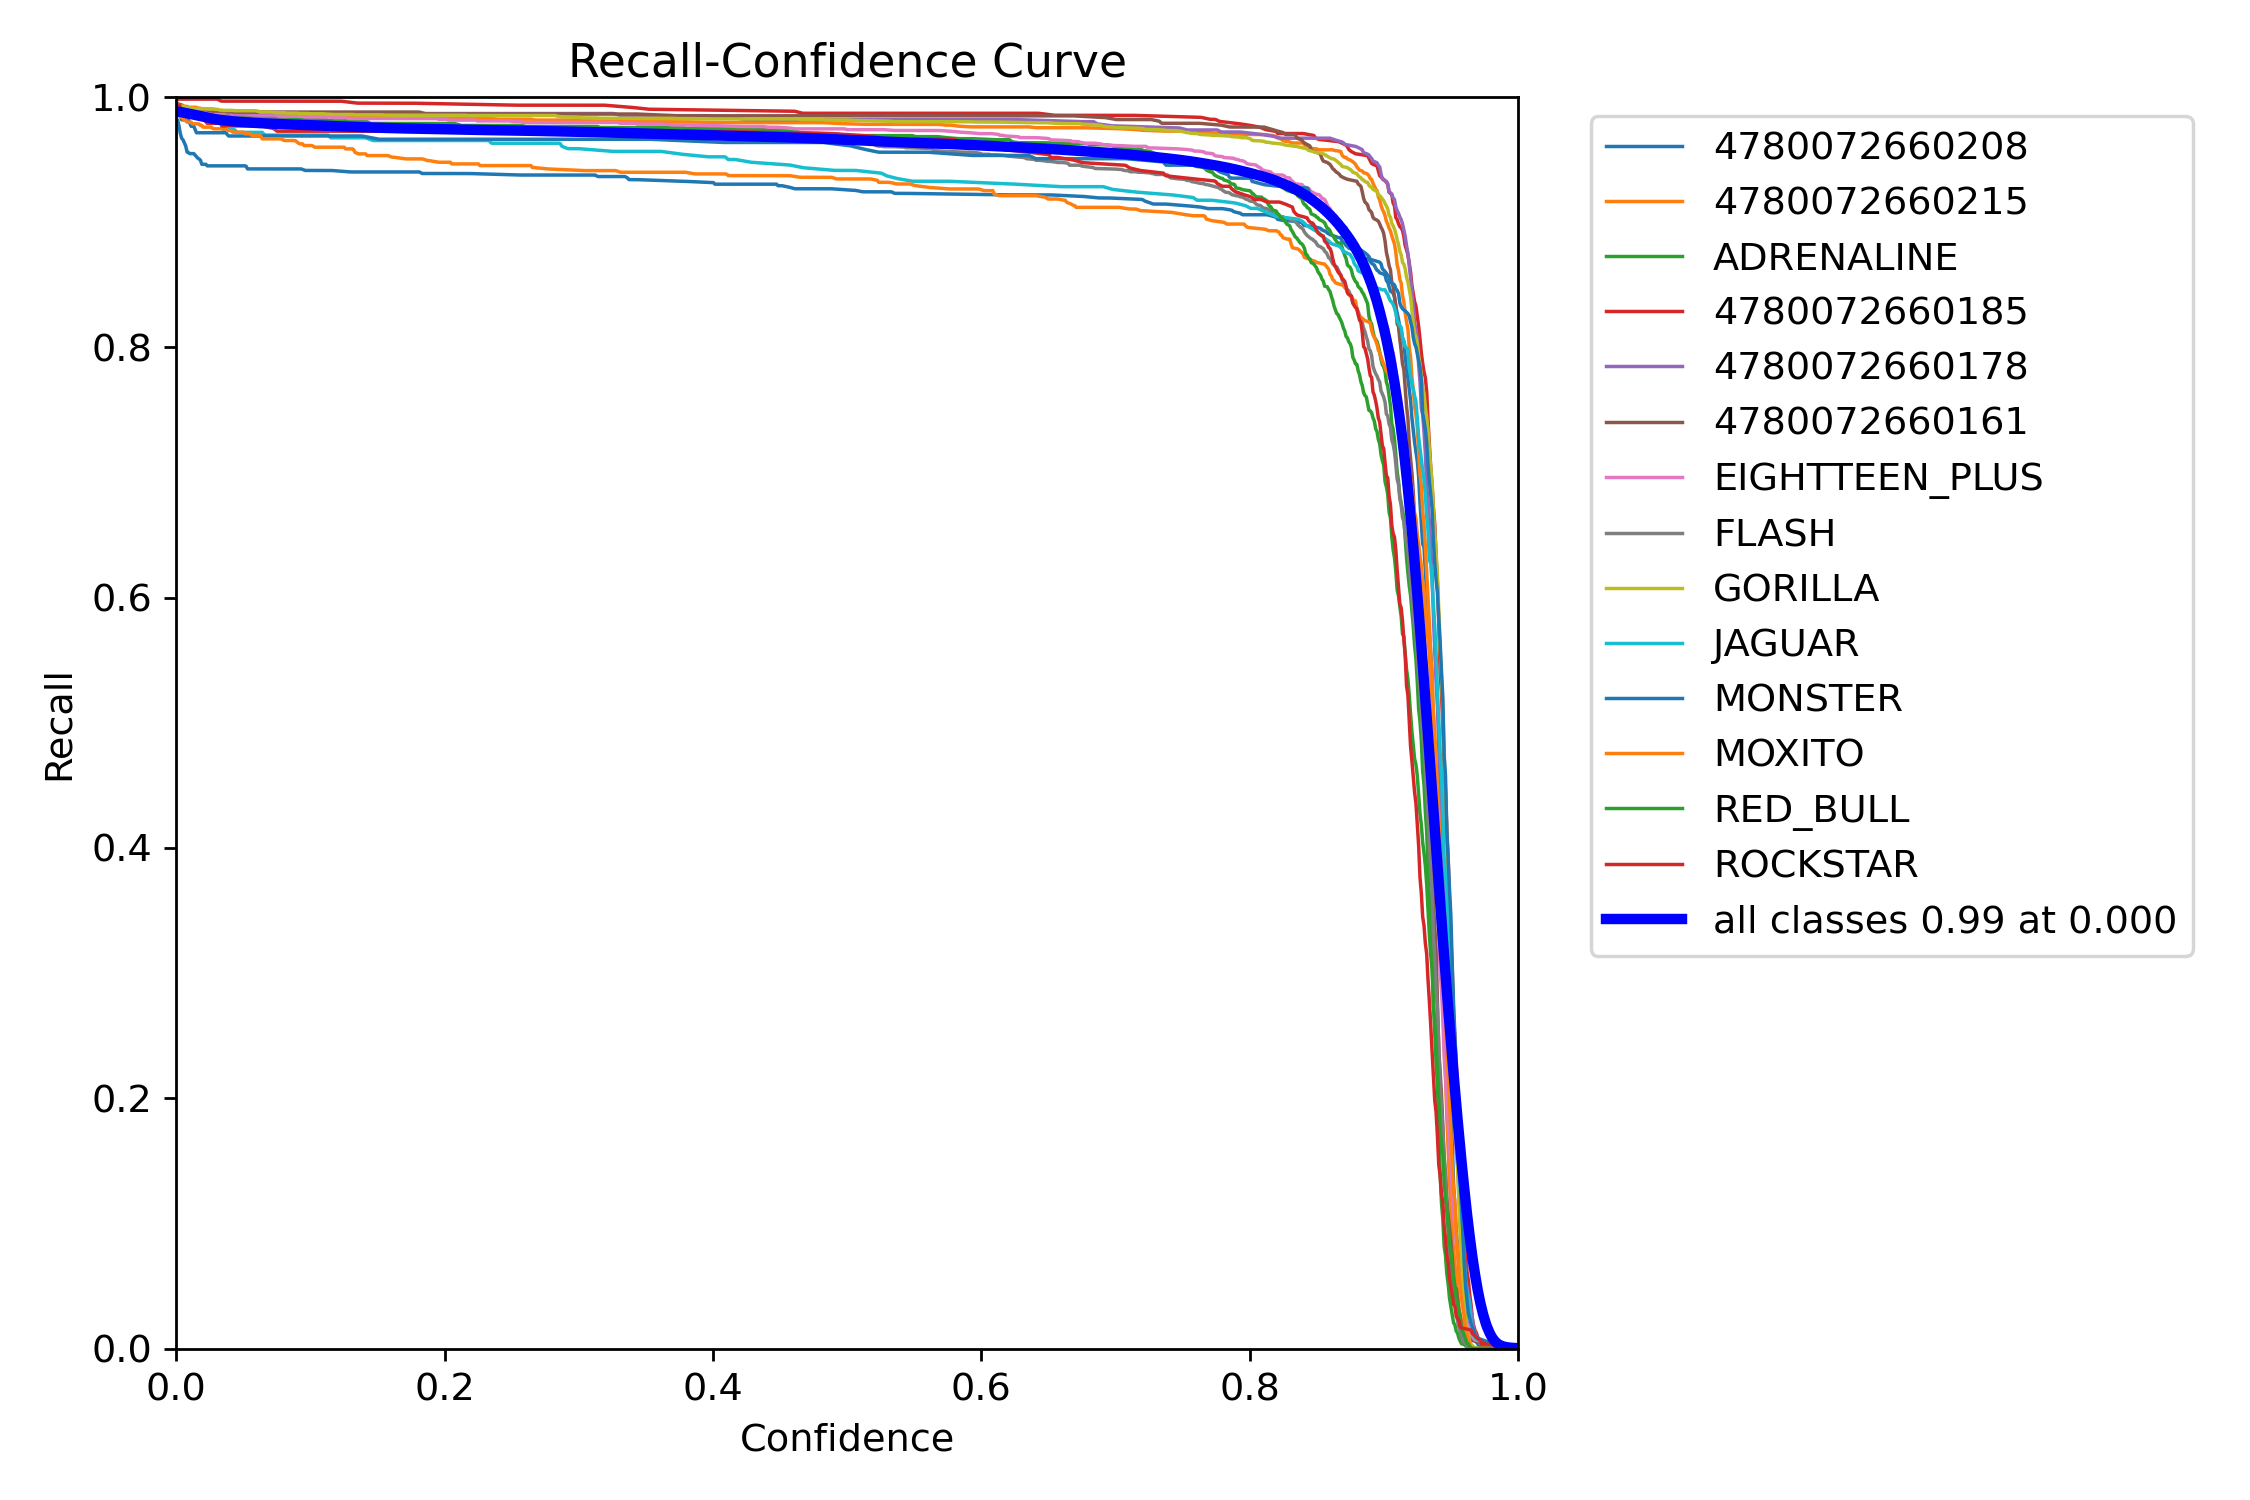 Recall-Confidence Curve
1.0
0.8
0.6
0.4
0.2
0.0
Recall
0.0 0.2 0.4 0.6 0.8 1.0
Confidence
4780072660208
4780072660215
ADRENALINE
4780072660185
4780072660178
4780072660161
EIGHTTEEN_PLUS
FLASH
GORILLA
JAGUAR
MONSTER
MOXITO
RED_BULL
ROCKSTAR
all classes 0.99 at 0.000